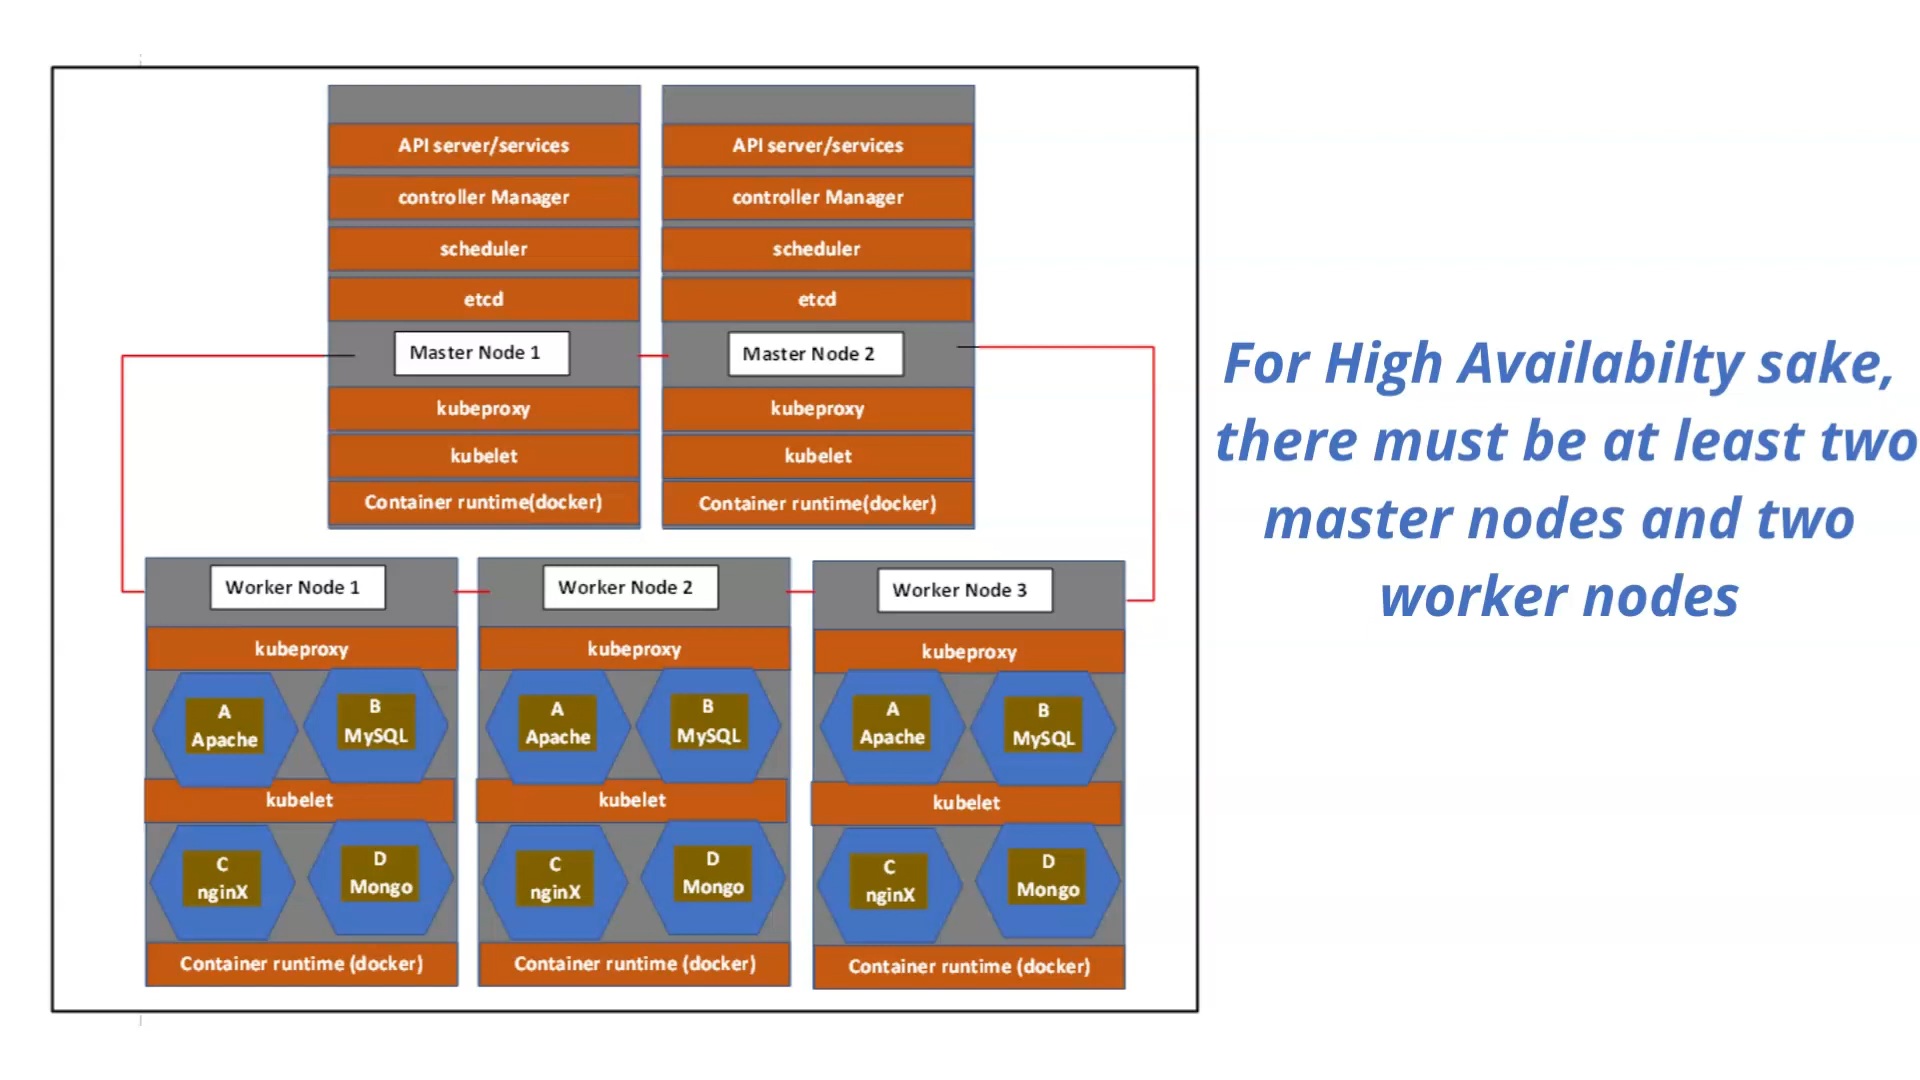 API server/services
controller Manager
scheduler
etcd
Master Node 1
kubeproxy
kubelet
Container runtime(docker)
API server/services
controller Manager
scheduler
etcd
Master Node 2
kubeproxy
kubelet
Container runtime(docker)
Worker Node 1
kubeproxy
A
Apache
B
MySQL
kubelet
C
nginX
D
Mongo
Container runtime (docker)
Worker Node 2
kubeproxy
A
Apache
B
MySQL
kubelet
C
nginX
D
Mongo
Container runtime (docker)
Worker Node 3
kubeproxy
A
Apache
B
MySQL
kubelet
C
nginX
D
Mongo
Container runtime (docker)
For High Availabilty sake,
there must be at least two
master nodes and two
worker nodes